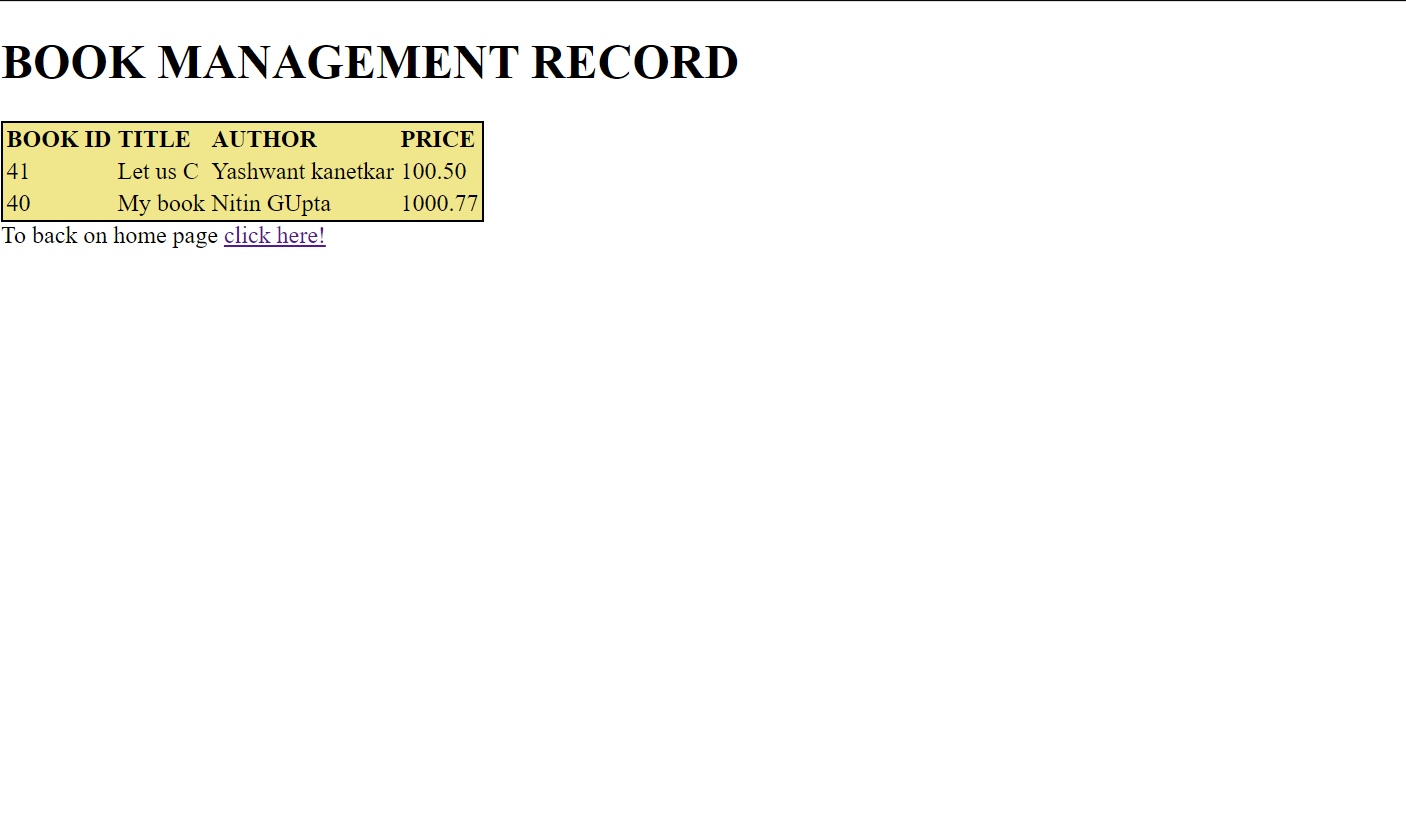 BOOK MANAGEMENT RECORD
BOOK ID TITLE AUTHOR PRICE
41 Let us C Yashwant kanetkar 100.50
40 My book Nitin GUpta 1000.77
To back on home page click here!